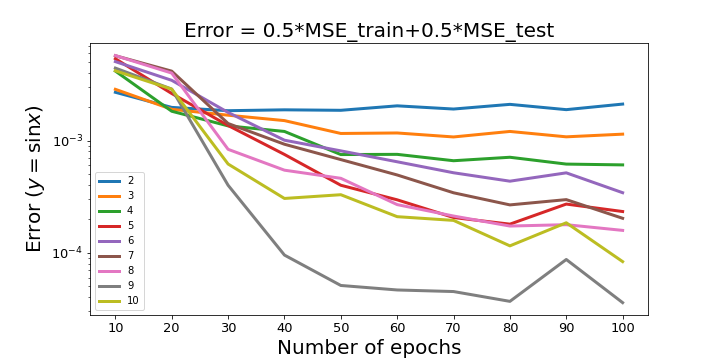 Error = 0.5*MSE_train+0.5*MSE_test
Error (y = sinx)
10⁻³
10⁻⁴
2
3
4
5
6
7
8
9
10
10 20 30 40 50 60 70 80 90 100
Number of epochs